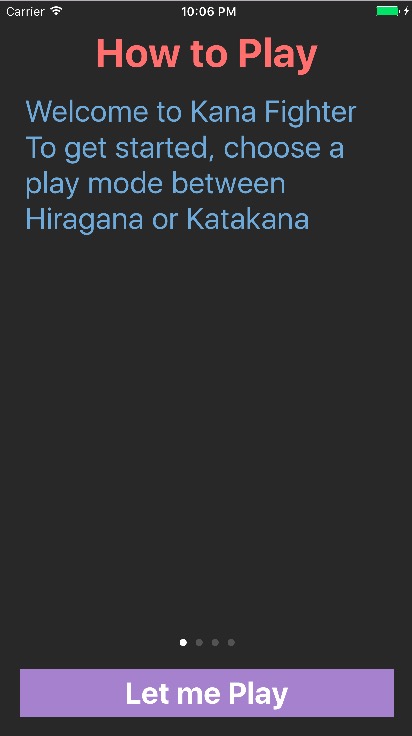 Carrier 10:06 PM
How to Play
Welcome to Kana Fighter
To get started, choose a
play mode between
Hiragana or Katakana
Let me Play